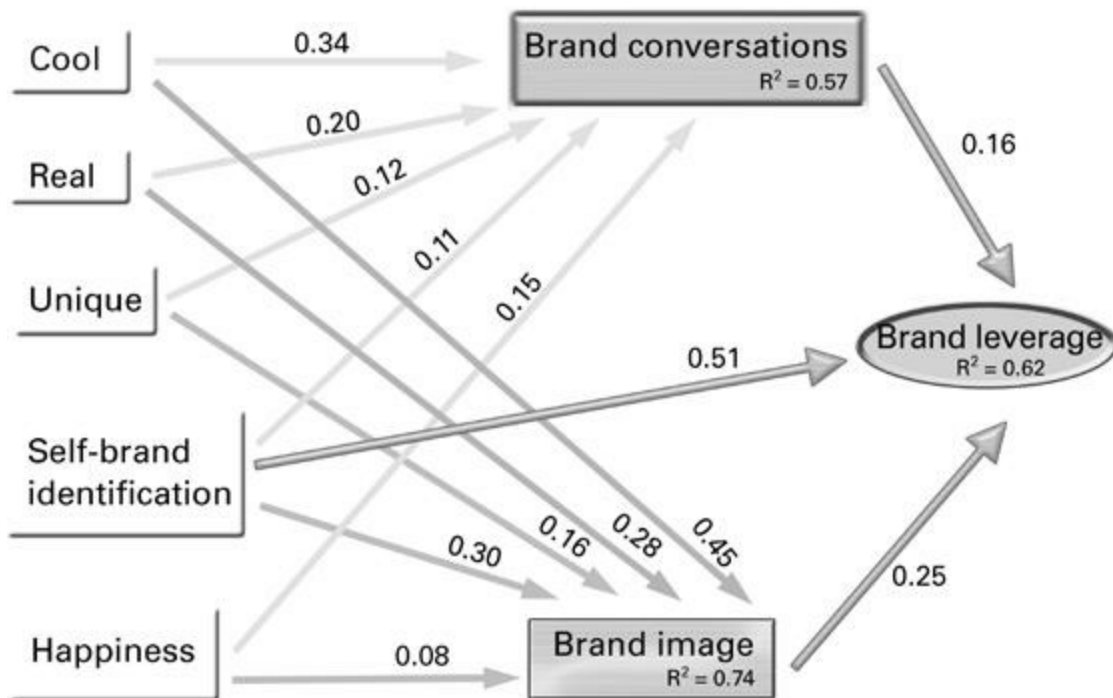 Cool
0.34
Brand conversations
R² = 0.57
0.20
0.16
Real
0.12
0.11
Unique
0.15
0.51
Brand leverage
R² = 0.62
Self-brand
identification
0.30
0.16
0.28
0.45
0.25
Happiness
0.08
Brand image
R² = 0.74